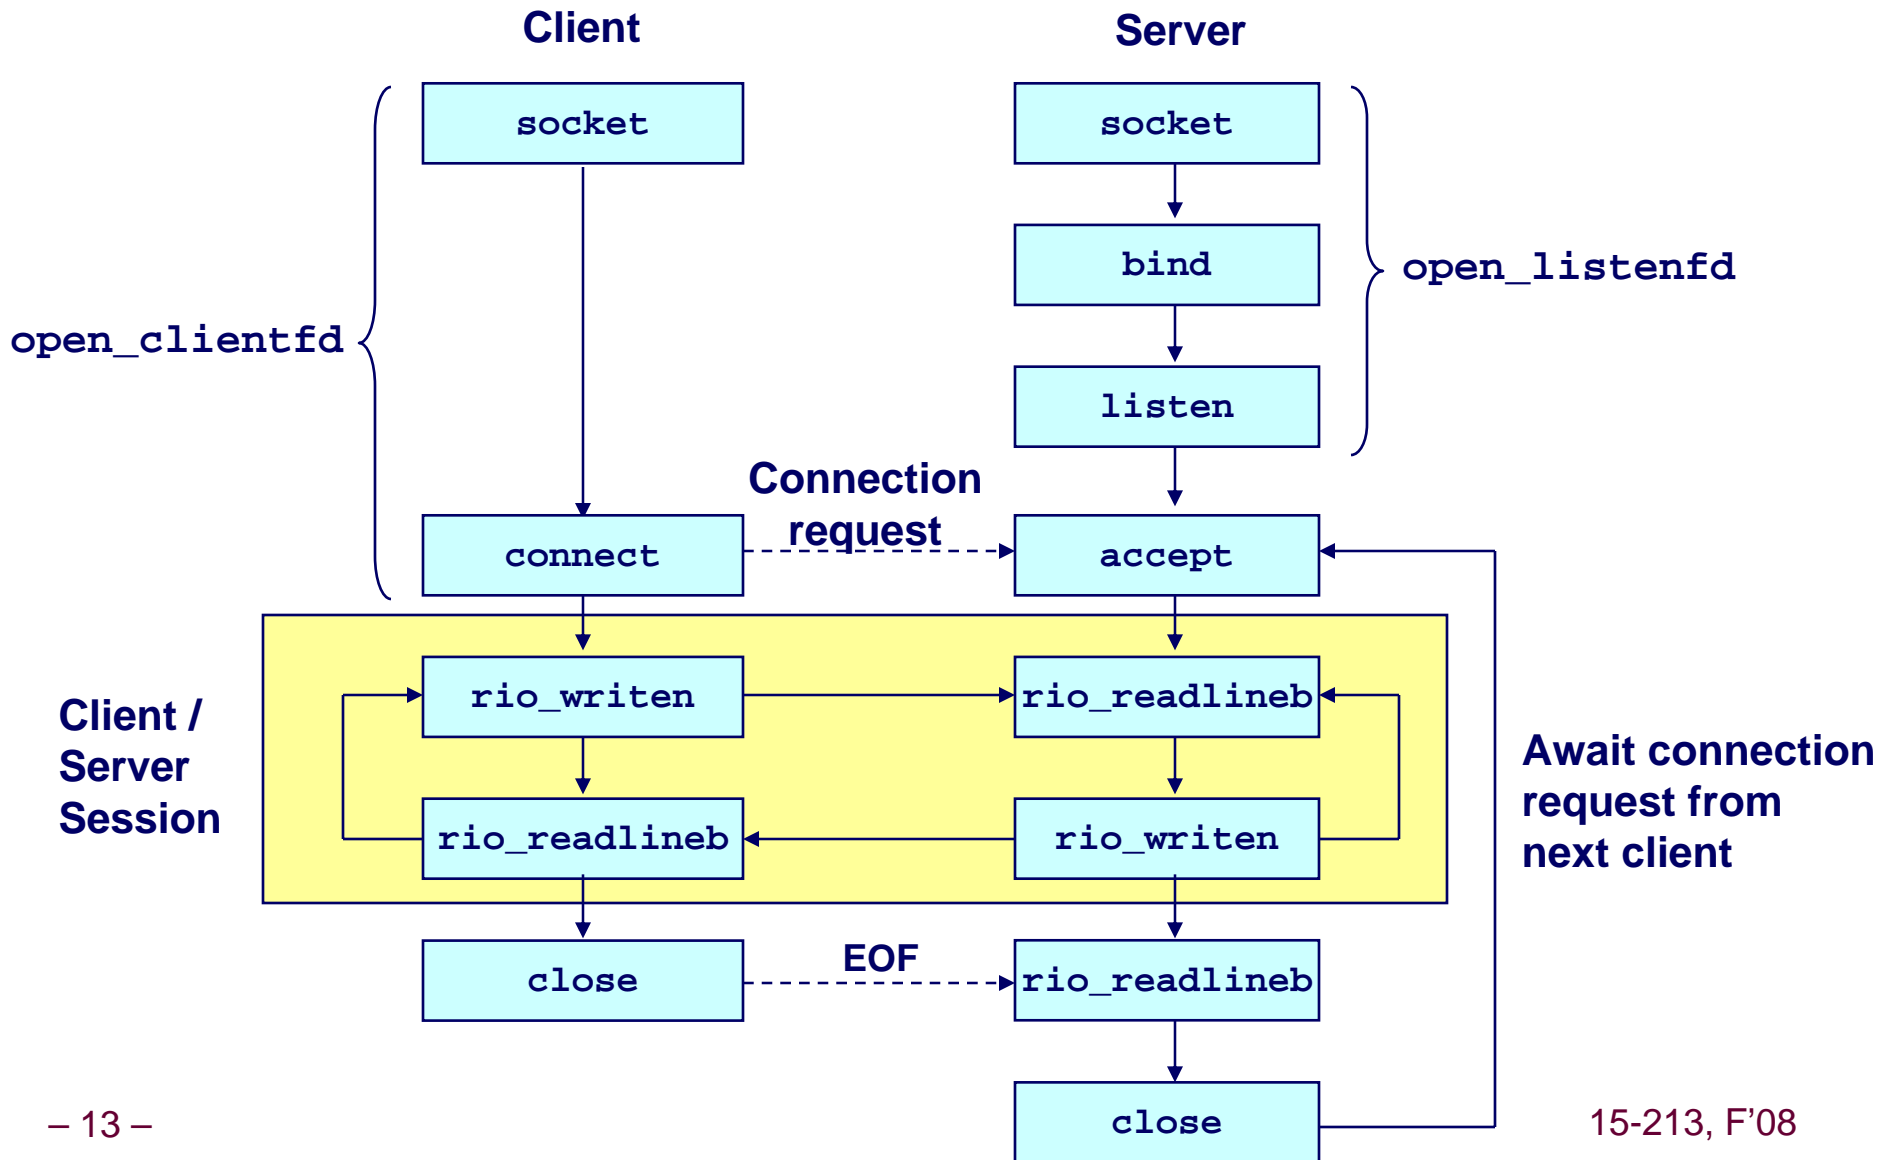 Client
Server
socket
socket
bind
open_listenfd
open_clientfd
listen
Connection
request
connect
accept
rio_writen
rio_readlineb
Client /
Server
Session
Await connection
request from
next client
rio_readlineb
rio_writen
EOF
close
rio_readlineb
close
– 13 –
15-213, F’08